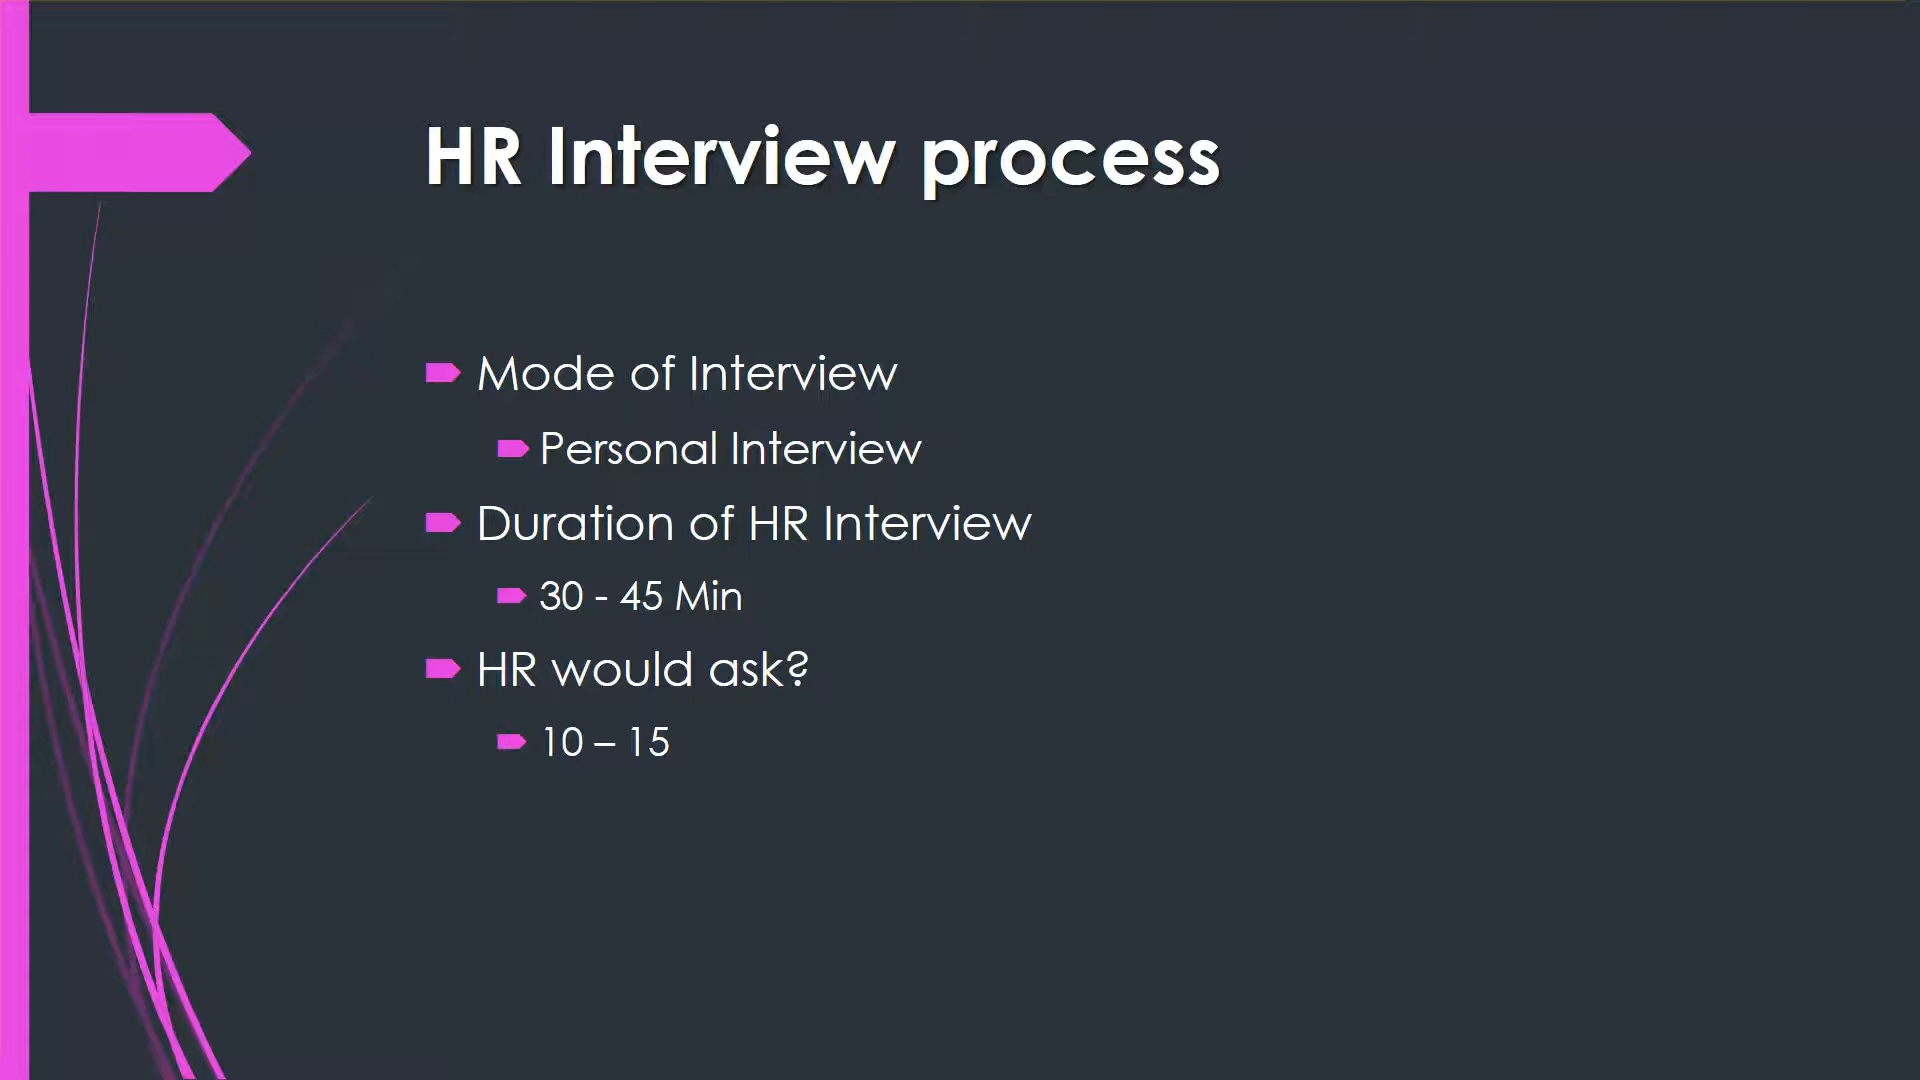 HR Interview process
Mode of Interview
Personal Interview
Duration of HR Interview
30 - 45 Min
HR would ask?
10 – 15